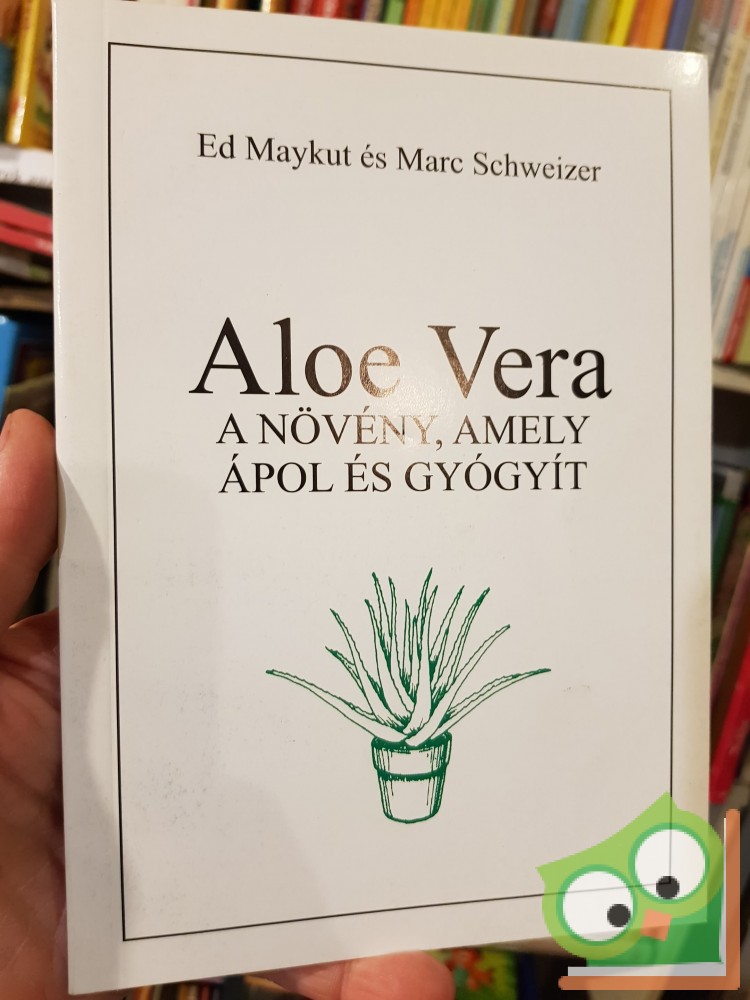 Ed Maykut és Marc Schweizer
Aloe Vera
A NÖVÉNY, AMELY
ÁPOL ÉS GYÓGYÍT